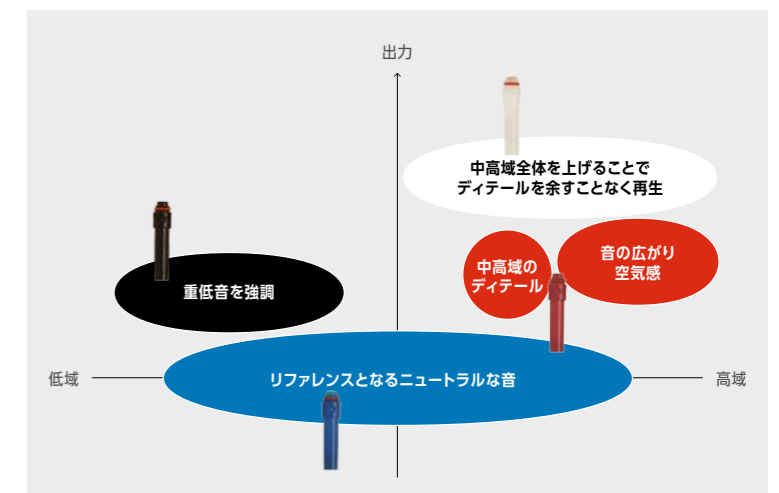 出力
中高域全体を上げることで
ディテールを余すことなく再生
音の広がり
空気感
中高域の
ディテール
重低音を強調
低域
リファレンスとなるニュートラルな音
高域